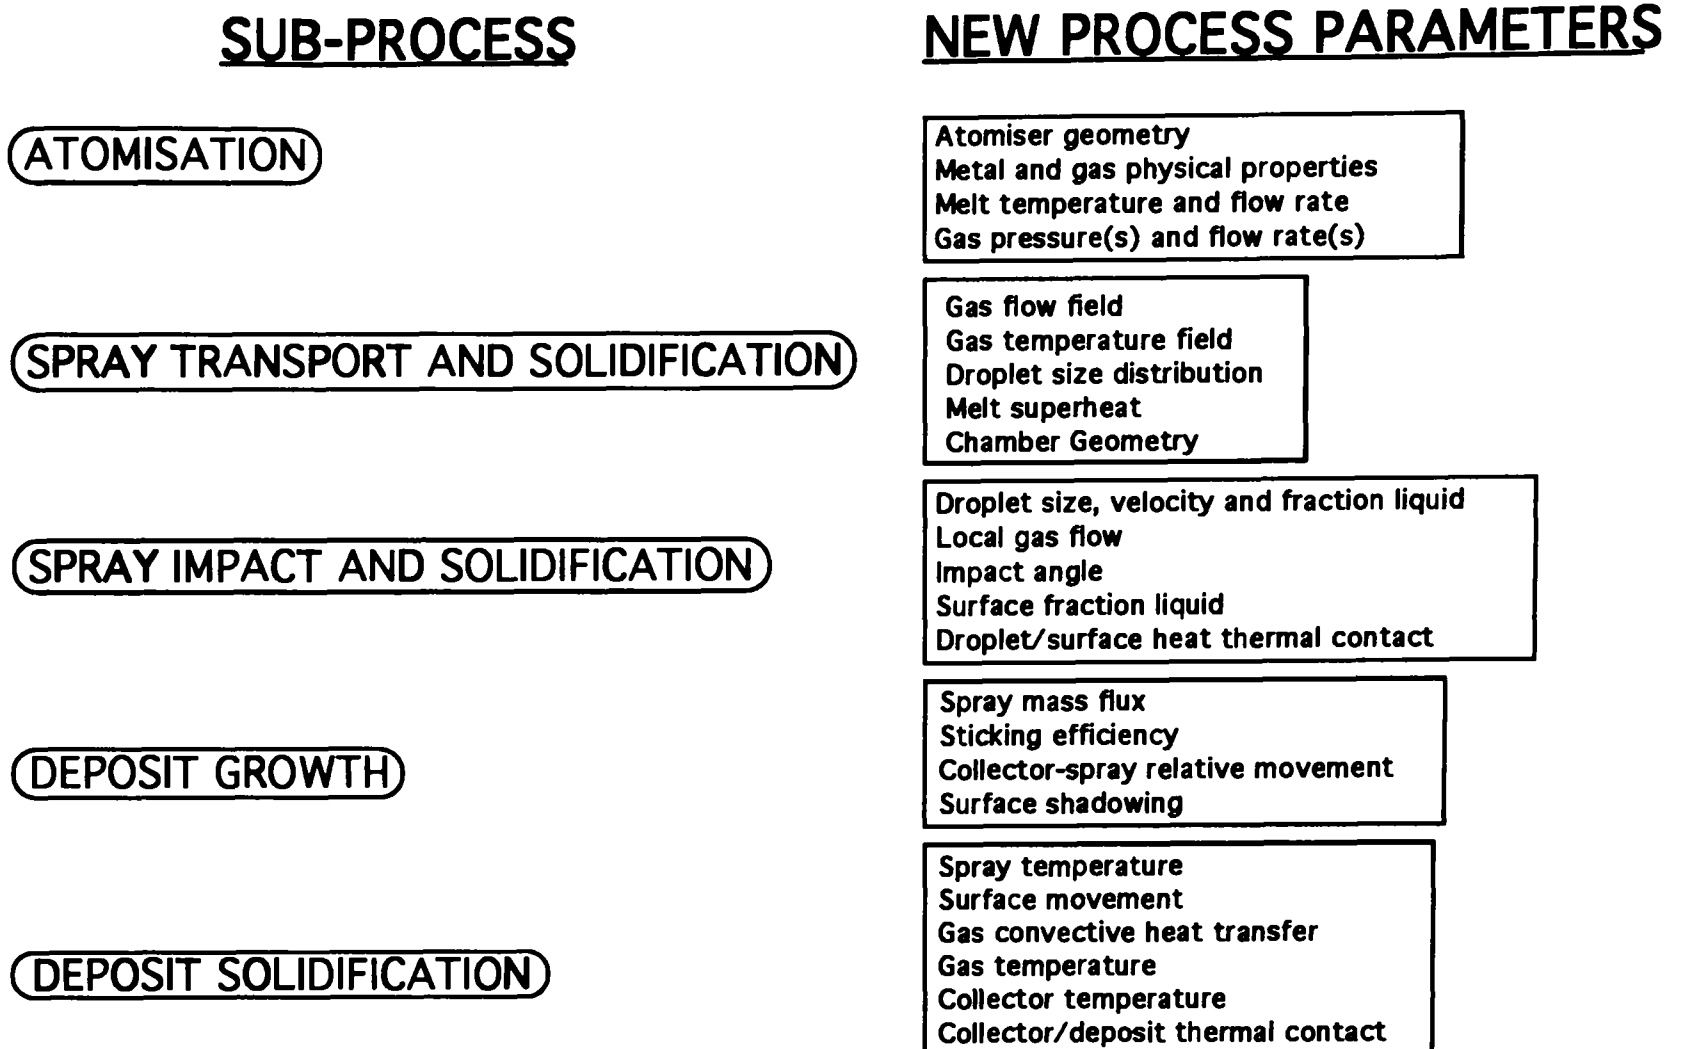 SUB-PROCESS
NEW PROCESS PARAMETERS
ATOMISATION
Atomiser geometry
Metal and gas physical properties
Melt temperature and flow rate
Gas pressure(s) and flow rate(s)
SPRAY TRANSPORT AND SOLIDIFICATION
Gas flow field
Gas temperature field
Droplet size distribution
Melt superheat
Chamber Geometry
SPRAY IMPACT AND SOLIDIFICATION
Droplet size, velocity and fraction liquid
Local gas flow
Impact angle
Surface fraction liquid
Droplet/surface heat thermal contact
DEPOSIT GROWTH
Spray mass flux
Sticking efficiency
Collector-spray relative movement
Surface shadowing
DEPOSIT SOLIDIFICATION
Spray temperature
Surface movement
Gas convective heat transfer
Gas temperature
Collector temperature
Collector/deposit thermal contact